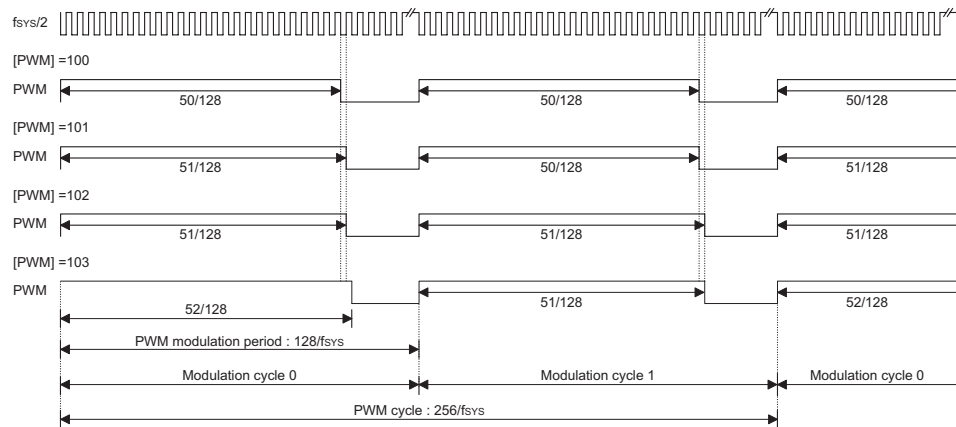 fSYS/2
[PWM] =100
PWM
50/128 50/128 50/128
[PWM] =101
PWM
51/128 50/128 51/128
[PWM] =102
PWM
51/128 51/128 51/128
[PWM] =103
PWM
52/128 51/128 52/128
PWM modulation period : 128/fSYS
Modulation cycle 0 Modulation cycle 1 Modulation cycle 0
PWM cycle : 256/fSYS